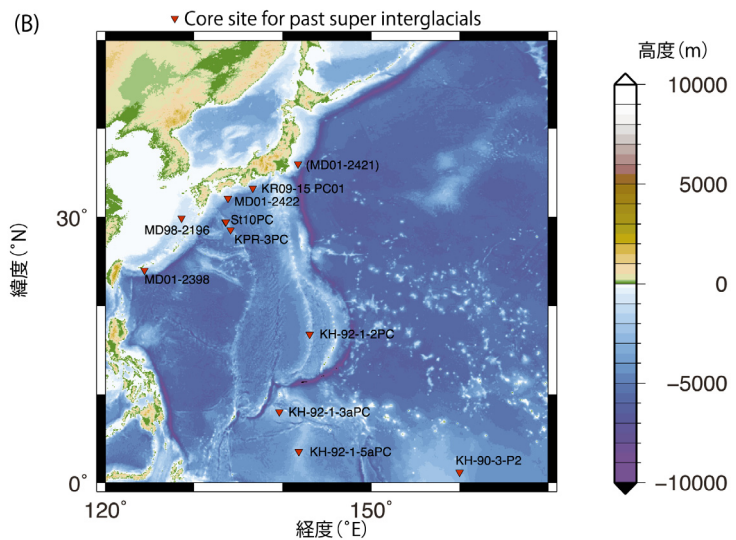 (B)
Core site for past super interglacials
高度(m)
10000
5000
0
−5000
−10000
(MD01-2421)
KR09-15 PC01
MD01-2422
St10PC
MD98-2196
KPR-3PC
MD01-2398
KH-92-1-2PC
KH-92-1-3aPC
KH-92-1-5aPC
KH-90-3-P2
緯度(˚N)
30˚
0˚
120˚
150˚
経度(˚E)